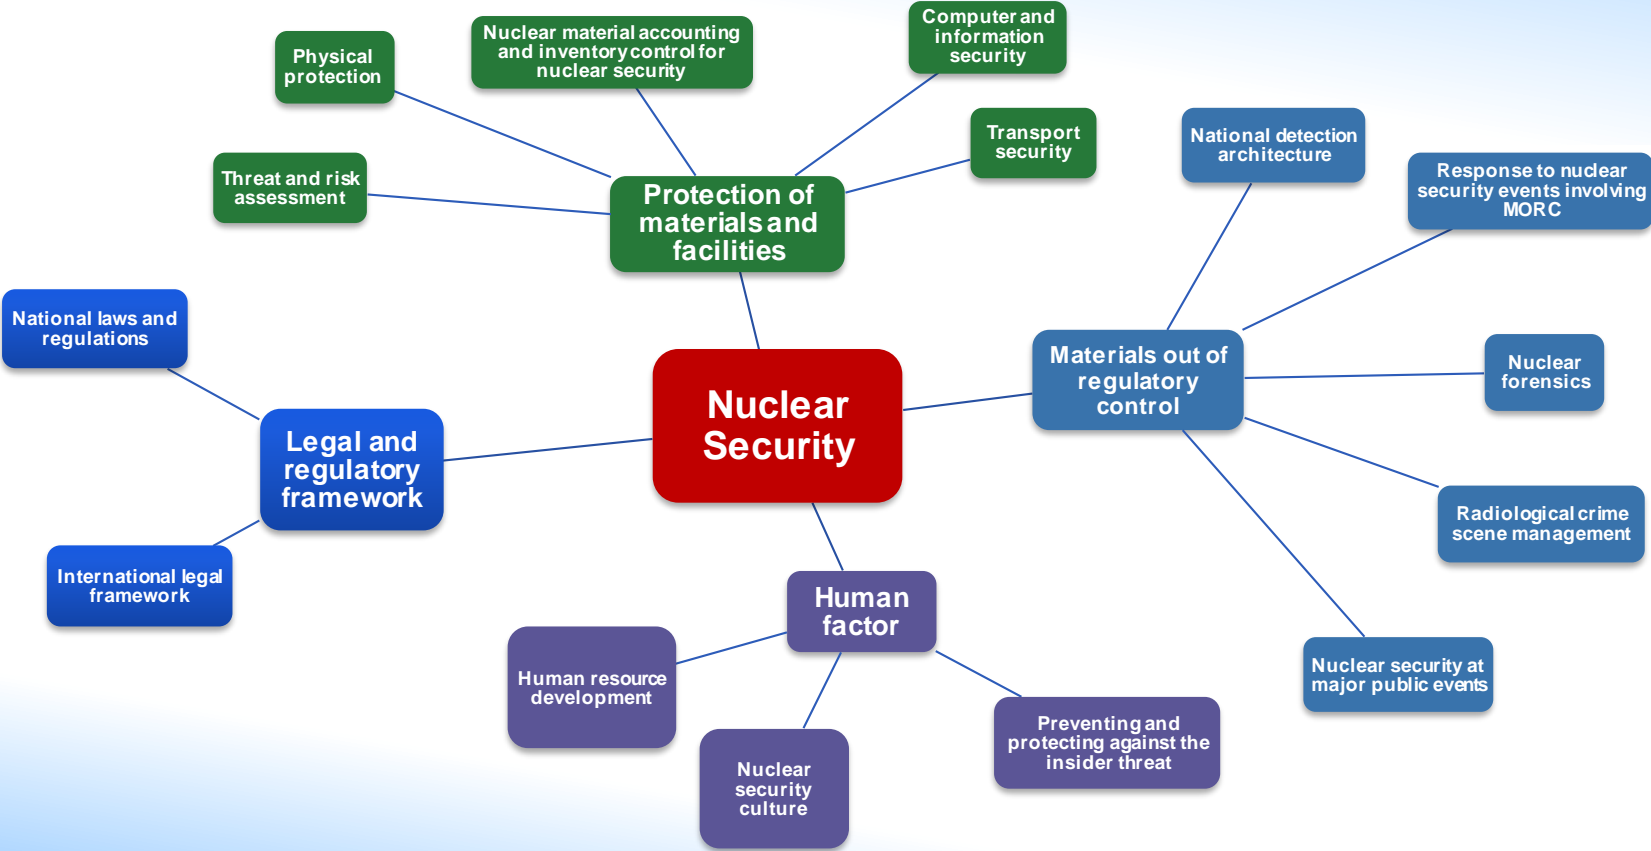 Physical
protection
Nuclear material accounting
and inventory control for
nuclear security
Computer and
information
security
Transport
security
Threat and risk
assessment
Protection of
materials and
facilities
National detection
architecture
Response to nuclear
security events involving
MORC
Materials out of
regulatory
control
Nuclear
forensics
Radiological crime
scene management
Nuclear security at
major public events
National laws and
regulations
Legal and
regulatory
framework
International legal
framework
Nuclear
Security
Human
factor
Human resource
development
Nuclear
security
culture
Preventing and
protecting against the
insider threat